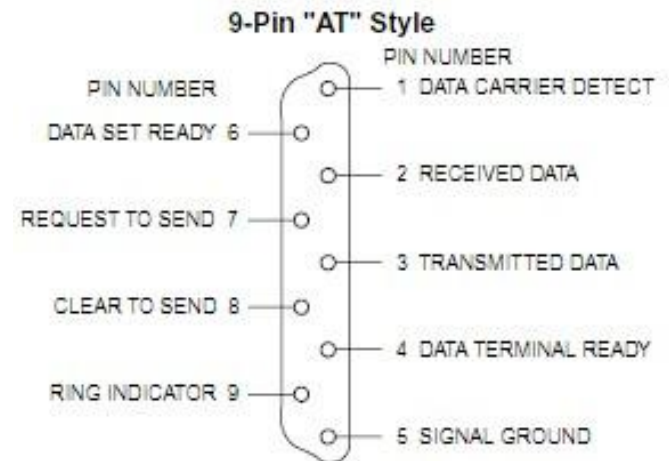 9-Pin "AT" Style
PIN NUMBER
1 DATA CARRIER DETECT
PIN NUMBER
DATA SET READY 6
2 RECEIVED DATA
REQUEST TO SEND 7
3 TRANSMITTED DATA
CLEAR TO SEND 8
4 DATA TERMINAL READY
RING INDICATOR 9
5 SIGNAL GROUND